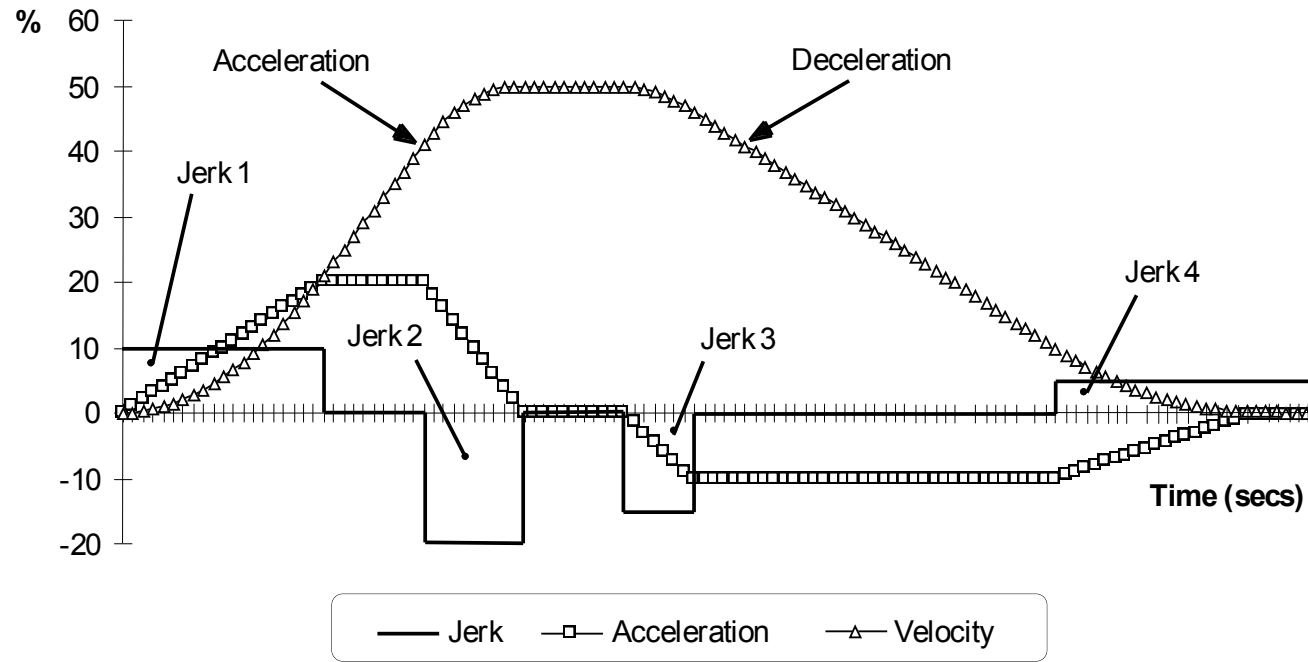 %
60
50
40
30
20
10
0
-10
-20
Acceleration
Deceleration
Jerk 1
Jerk 2
Jerk 3
Jerk 4
Time (secs)
Jerk
Acceleration
Velocity